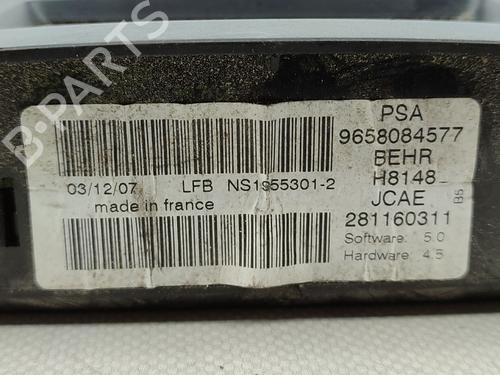 B-PARTS
PSA
9658084577
BEHR
H8148
JCAE
B5
281160311
Software: 5.0
Hardware: 4.5
03/12/07 LFB NS1955301-2
made in france